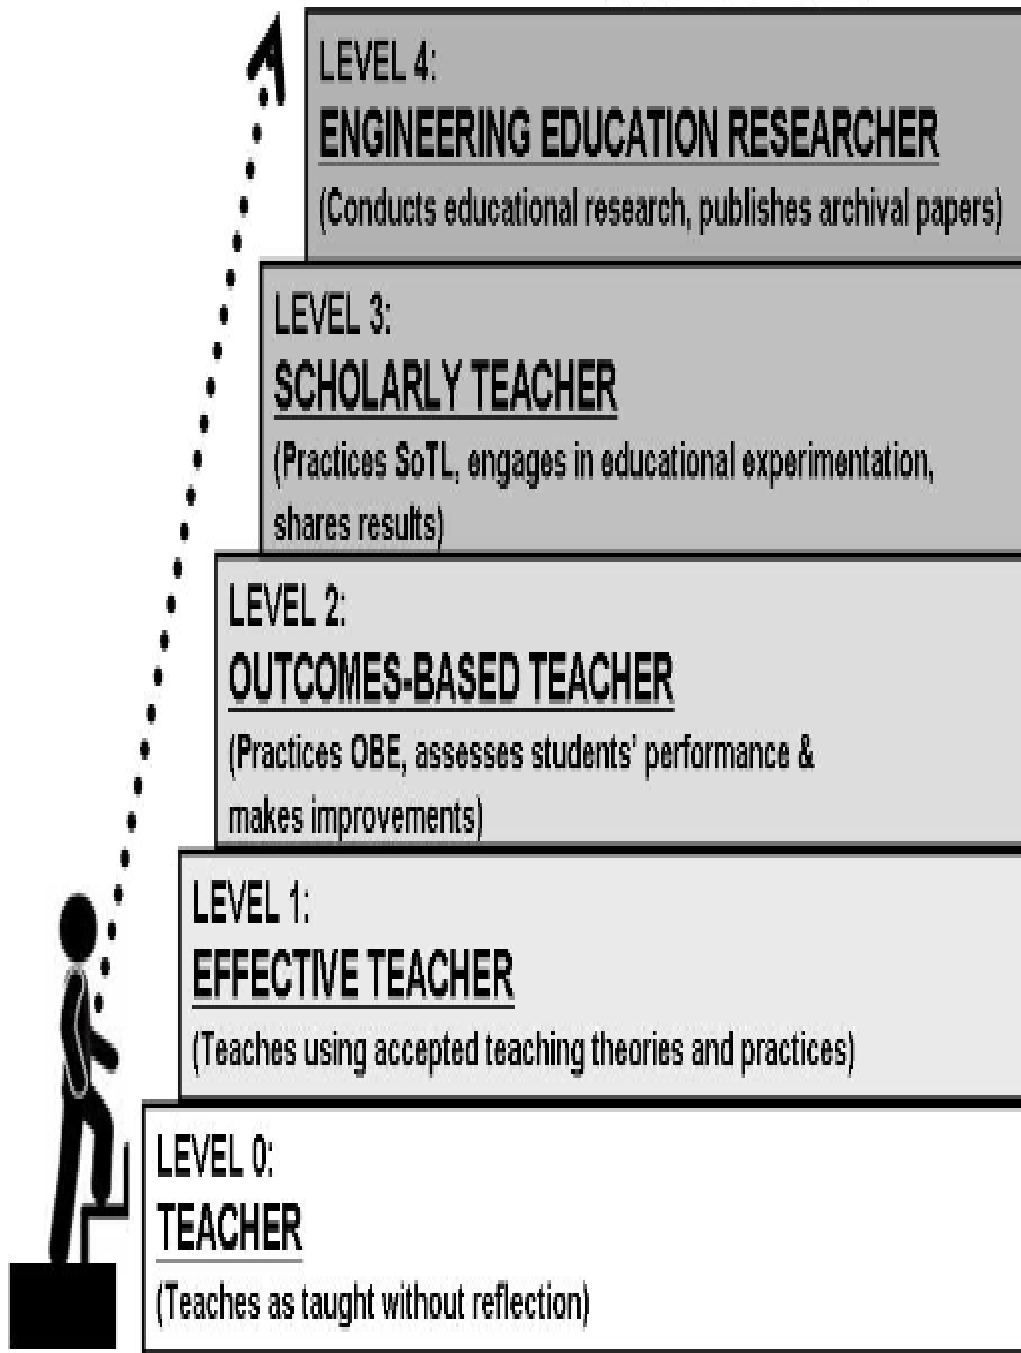 LEVEL 4:
ENGINEERING EDUCATION RESEARCHER
(Conducts educational research, publishes archival papers)
LEVEL 3:
SCHOLARLY TEACHER
(Practices SoTL, engages in educational experimentation,
shares results)
LEVEL 2:
OUTCOMES-BASED TEACHER
(Practices OBE, assesses students' performance &
makes improvements)
LEVEL 1:
EFFECTIVE TEACHER
(Teaches using accepted teaching theories and practices)
LEVEL 0:
TEACHER
(Teaches as taught without reflection)